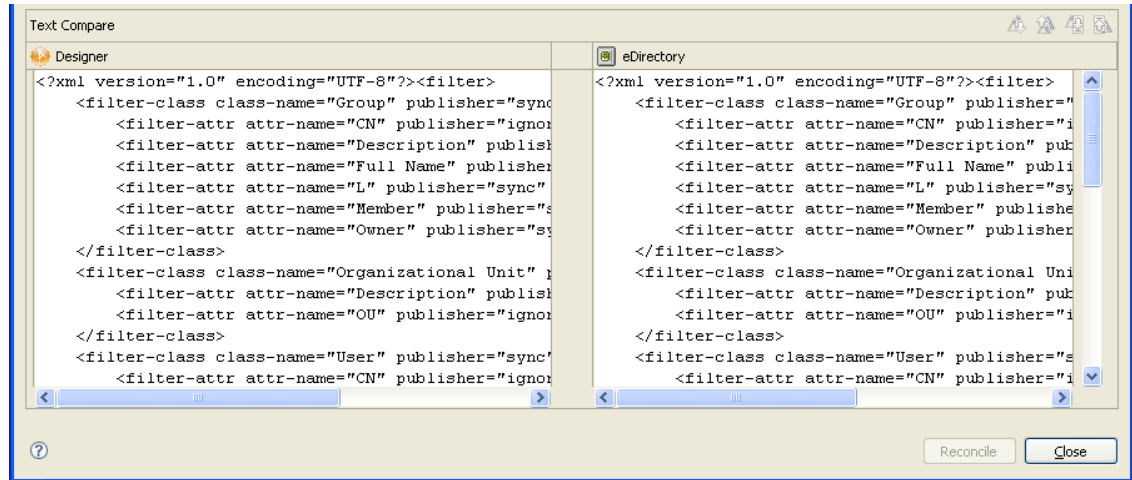 Text Compare
Designer
<?xml version="1.0" encoding="UTF-8"?><filter>
<filter-class class-name="Group" publisher="sync
<filter-attr attr-name="CN" publisher="ignor
<filter-attr attr-name="Description" publish
<filter-attr attr-name="Full Name" publisher
<filter-attr attr-name="L" publisher="sync"
<filter-attr attr-name="Member" publisher="s
<filter-attr attr-name="Owner" publisher="sy
</filter-class>
<filter-class class-name="Organizational Unit" p
<filter-attr attr-name="Description" publish
<filter-attr attr-name="OU" publisher="ignor
</filter-class>
<filter-class class-name="User" publisher="sync"
<filter-attr attr-name="CN" publisher="ignor
eDirectory
<?xml version="1.0" encoding="UTF-8"?><filter>
<filter-class class-name="Group" publisher="
<filter-attr attr-name="CN" publisher="i
<filter-attr attr-name="Description" pub
<filter-attr attr-name="Full Name" publi
<filter-attr attr-name="L" publisher="sy
<filter-attr attr-name="Member" publishe
<filter-attr attr-name="Owner" publisher
</filter-class>
<filter-class class-name="Organizational Uni
<filter-attr attr-name="Description" pub
<filter-attr attr-name="OU" publisher="i
</filter-class>
<filter-class class-name="User" publisher="s
<filter-attr attr-name="CN" publisher="i
Reconcile
Close